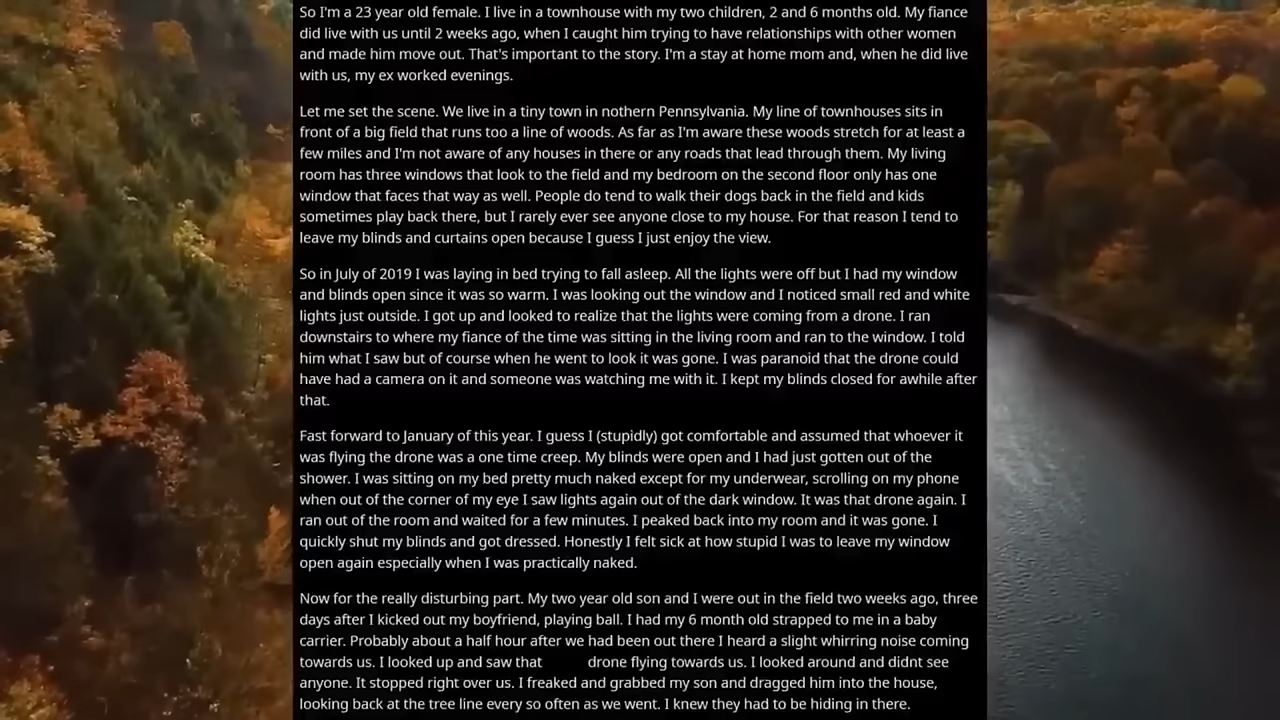 So I'm a 23 year old female. I live in a townhouse with my two children, 2 and 6 months old. My fiance
did live with us until 2 weeks ago, when I caught him trying to have relationships with other women
and made him move out. That's important to the story. I'm a stay at home mom and, when he did live
with us, my ex worked evenings.
Let me set the scene. We live in a tiny town in nothern Pennsylvania. My line of townhouses sits in
front of a big field that runs too a line of woods. As far as I'm aware these woods stretch for at least a
few miles and I'm not aware of any houses in there or any roads that lead through them. My living
room has three windows that look to the field and my bedroom on the second floor only has one
window that faces that way as well. People do tend to walk their dogs back in the field and kids
sometimes play back there, but I rarely ever see anyone close to my house. For that reason I tend to
leave my blinds and curtains open because I guess I just enjoy the view.
So in July of 2019 I was laying in bed trying to fall asleep. All the lights were off but I had my window
and blinds open since it was so warm. I was looking out the window and I noticed small red and white
lights just outside. I got up and looked to realize that the lights were coming from a drone. I ran
downstairs to where my fiance of the time was sitting in the living room and ran to the window. I told
him what I saw but of course when he went to look it was gone. I was paranoid that the drone could
have had a camera on it and someone was watching me with it. I kept my blinds closed for awhile after
that.
Fast forward to January of this year. I guess I (stupidly) got comfortable and assumed that whoever it
was flying the drone was a one time creep. My blinds were open and I had just gotten out of the
shower. I was sitting on my bed pretty much naked except for my underwear, scrolling on my phone
when out of the corner of my eye I saw lights again out of the dark window. It was that drone again. I
ran out of the room and waited for a few minutes. I peaked back into my room and it was gone. I
quickly shut my blinds and got dressed. Honestly I felt sick at how stupid I was to leave my window
open again especially when I was practically naked.
Now for the really disturbing part. My two year old son and I were out in the field two weeks ago, three
days after I kicked out my boyfriend, playing ball. I had my 6 month old strapped to me in a baby
carrier. Probably about a half hour after we had been out there I heard a slight whirring noise coming
towards us. I looked up and saw that drone flying towards us. I looked around and didnt see
anyone. It stopped right over us. I freaked and grabbed my son and dragged him into the house,
looking back at the tree line every so often as we went. I knew they had to be hiding in there.